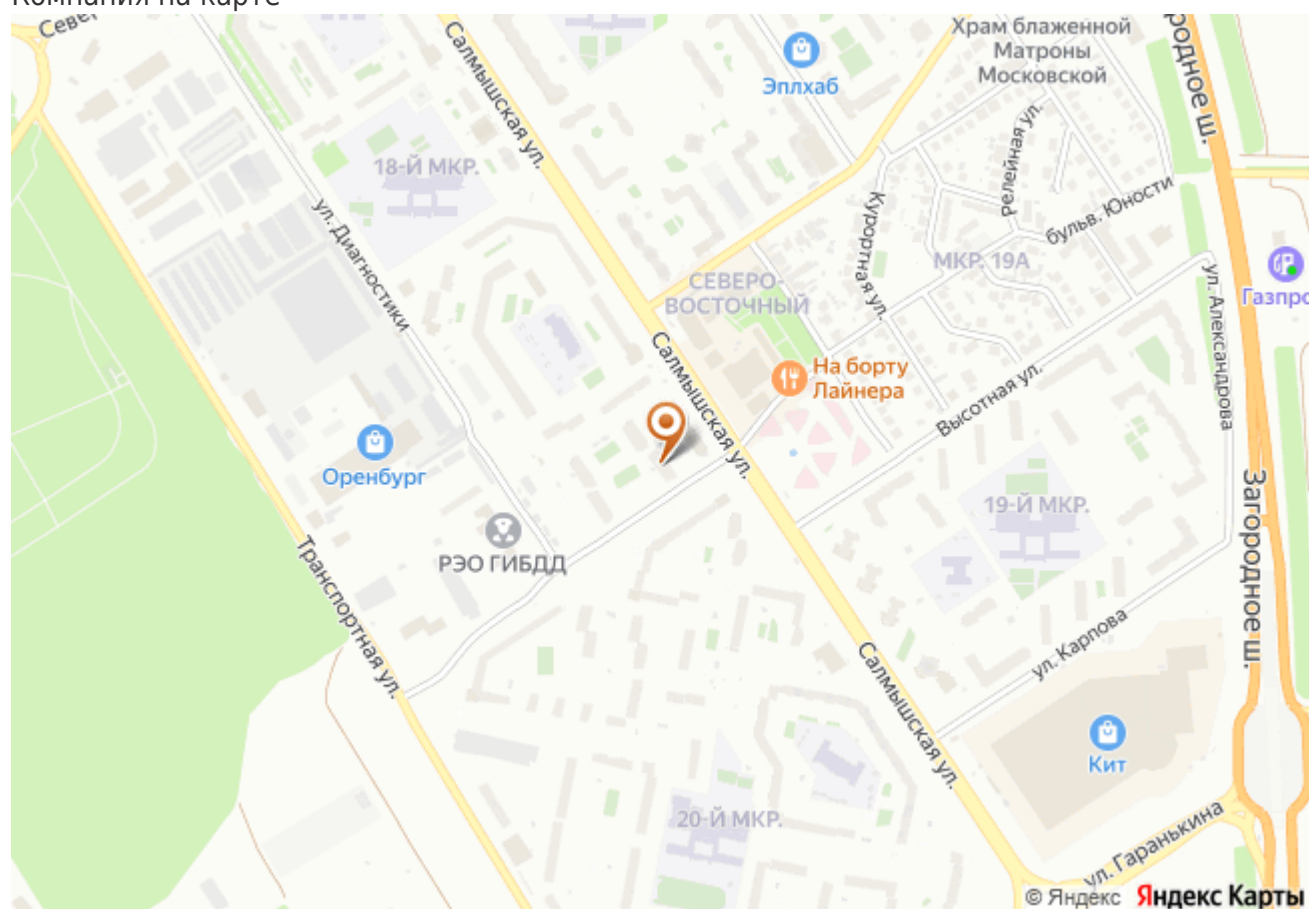 Компания на карте
Север
Салмышская ул.
Эплхаб
Храм блаженной
Матроны
Московской
родное ш.
18-Й МКР.
ул. Диагностики
Релейная ул.
Курортная ул.
бульв. Юности
МКР. 19А
СЕВЕРО-
ВОСТОЧНЫЙ
ул. Александрова
Газпро
Салмышская ул.
На борту
Лайнера
Высотная ул.
Оренбург
РЭО ГИБДД
19-Й МКР.
Загородное ш.
Транспортная ул.
ул. Карпова
Салмышская ул.
Кит
20-Й МКР.
ул. Гаранькина
© Яндекс Яндекс Карты